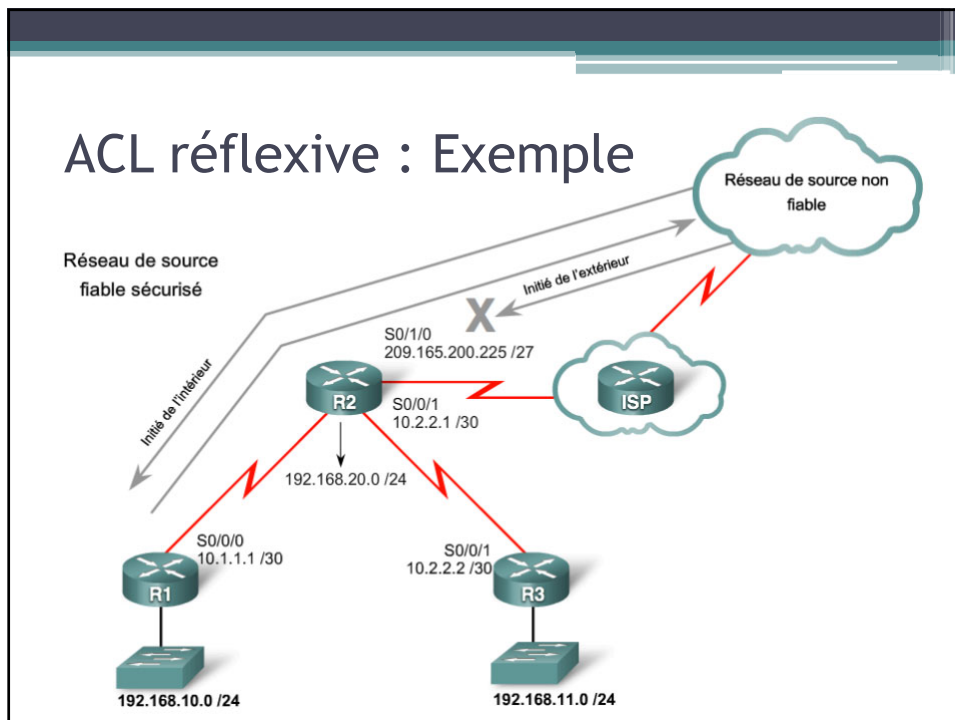 ACL réflexive : Exemple
Réseau de source non
fiable
Réseau de source
fiable sécurisé
Initié de l'extérieur
Initié de l'intérieur
S0/1/0
209.165.200.225 /27
R2
ISP
S0/0/1
10.2.2.1 /30
192.168.20.0 /24
S0/0/0
10.1.1.1 /30
S0/0/1
10.2.2.2 /30
R1
R3
192.168.10.0 /24
192.168.11.0 /24